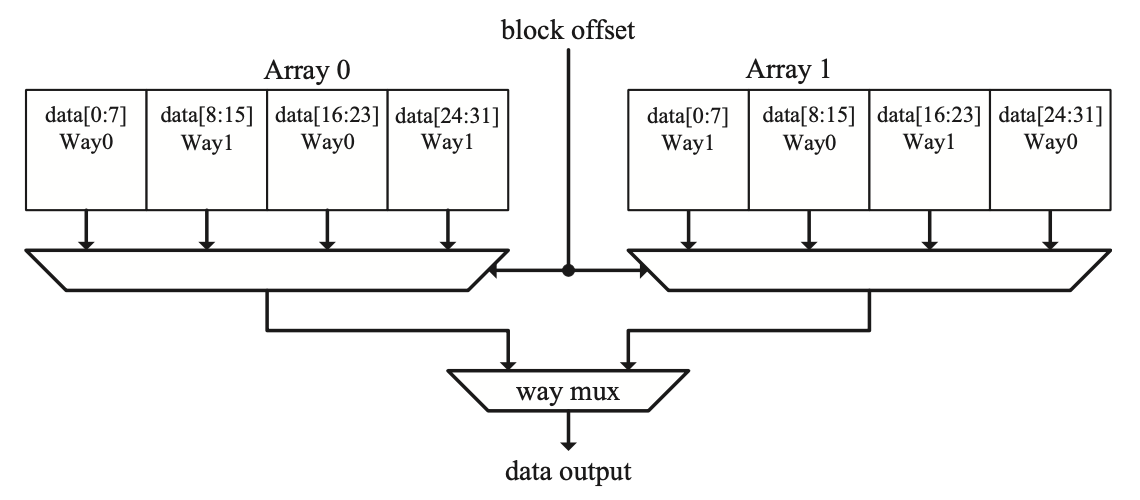 block offset
Array 0
Array 1
data[0:7] data[8:15] data[16:23] data[24:31]
Way0 Way1 Way0 Way1
data[0:7] data[8:15] data[16:23] data[24:31]
Way1 Way0 Way1 Way0
way mux
data output